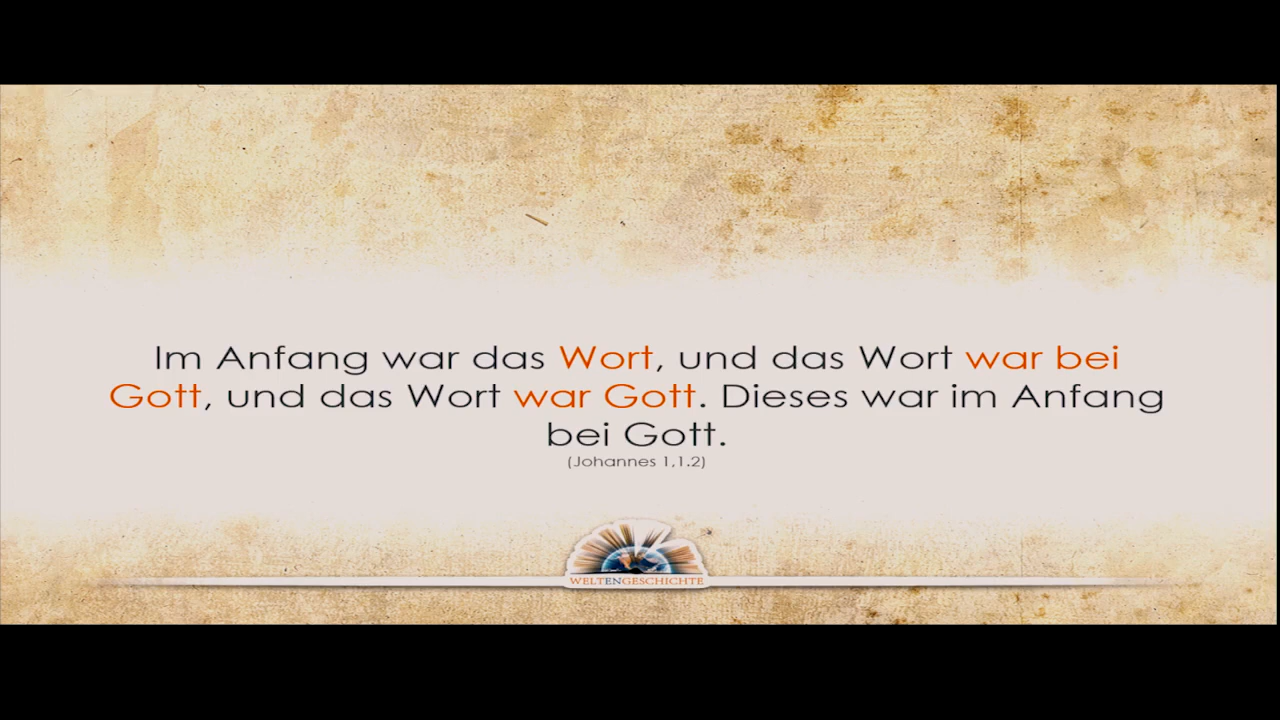 Im Anfang war das Wort, und das Wort war bei
Gott, und das Wort war Gott. Dieses war im Anfang
bei Gott.
(Johannes 1,1.2)
WELTENGESCHICHTE